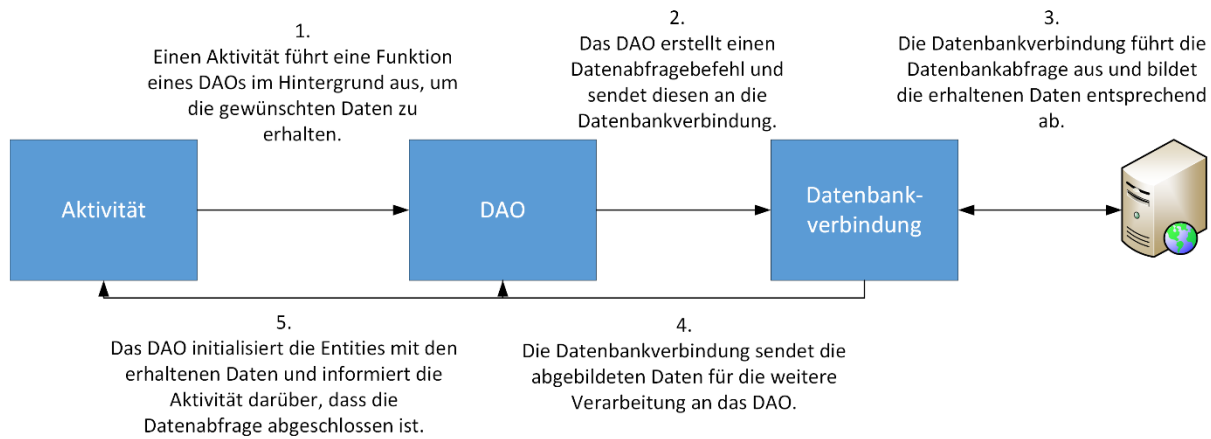 1.
Einen Aktivität führt eine Funktion
eines DAOs im Hintergrund aus, um
die gewünschten Daten zu
erhalten.
2.
Das DAO erstellt einen
Datenabfragebefehl und
sendet diesen an die
Datenbankverbindung.
3.
Die Datenbankverbindung führt die
Datenbankabfrage aus und bildet
die erhaltenen Daten entsprechend
ab.
Aktivität
DAO
Datenbank-
verbindung
5.
Das DAO initialisiert die Entities mit den
erhaltenen Daten und informiert die
Aktivität darüber, dass die
Datenabfrage abgeschlossen ist.
4.
Die Datenbankverbindung sendet die
abgebildeten Daten für die weitere
Verarbeitung an das DAO.